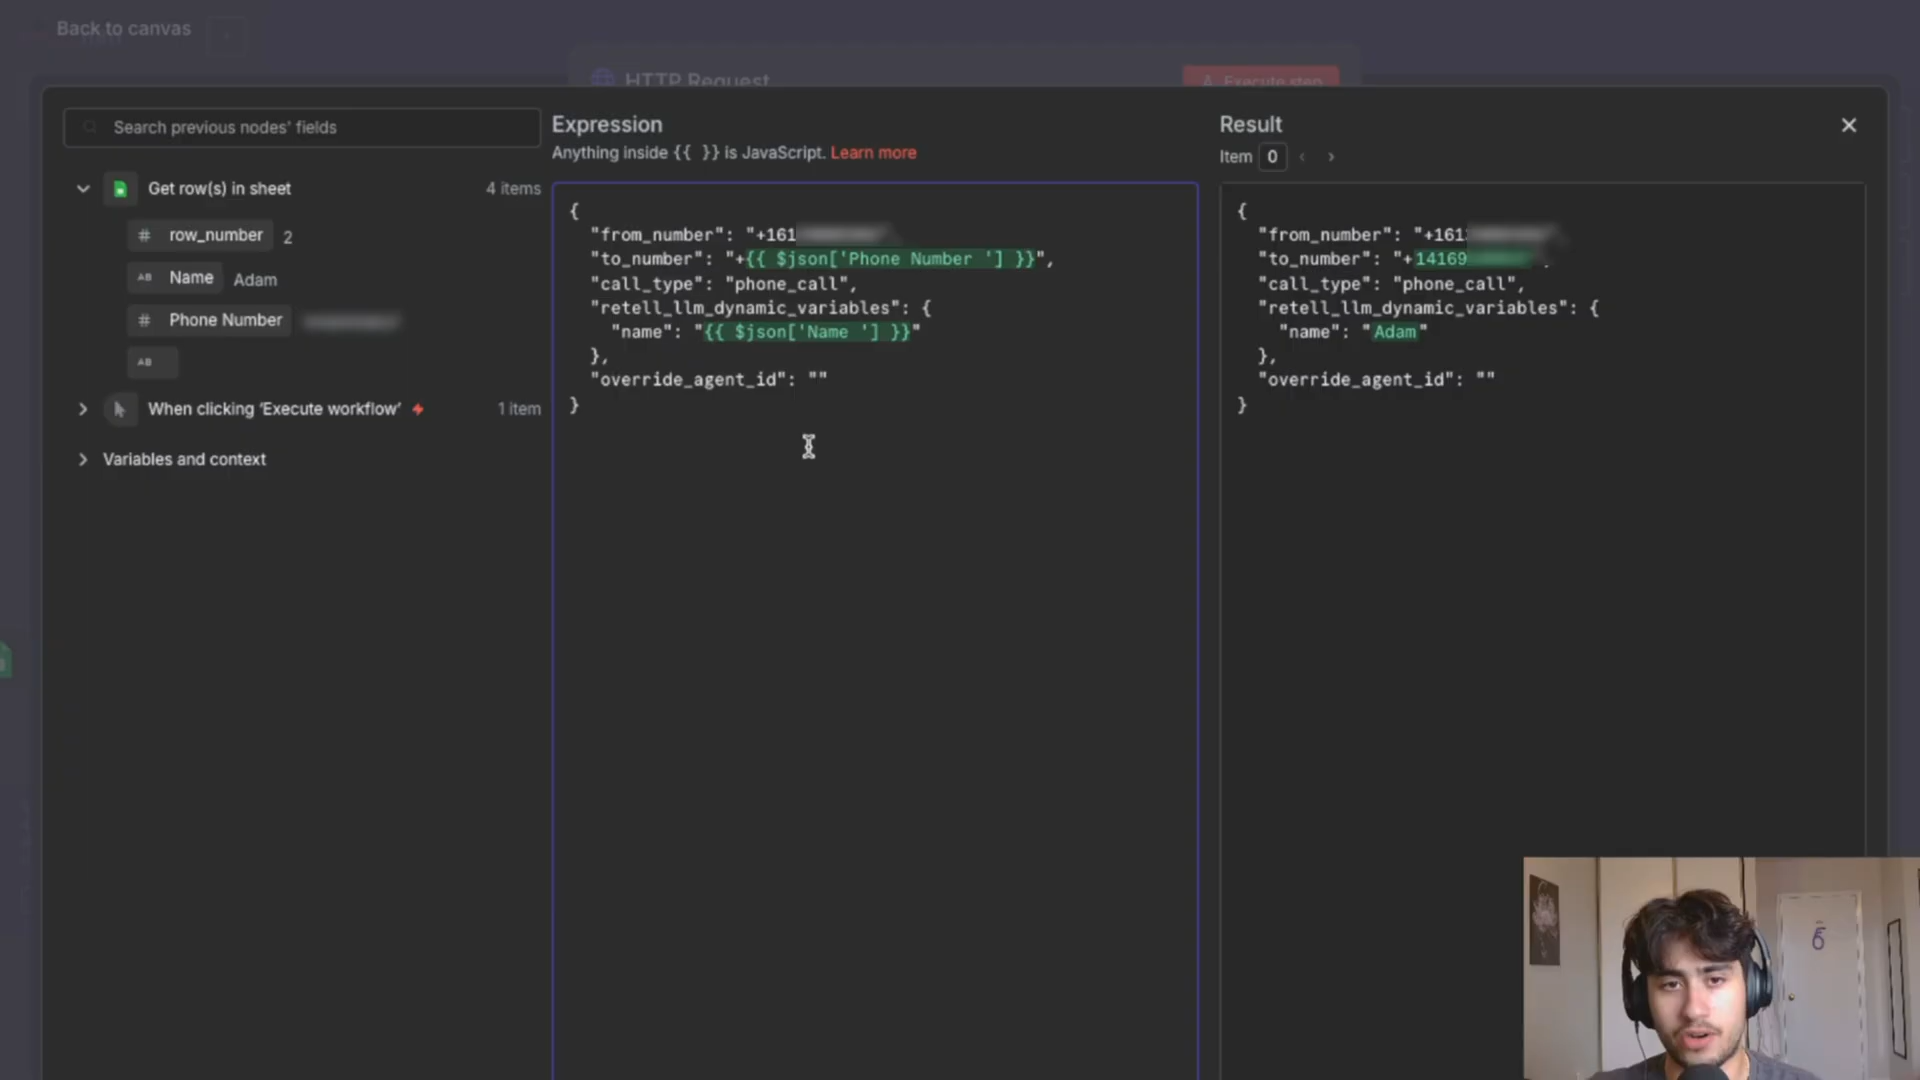 Back to canvas
HTTP Request
Execute step
Search previous nodes' fields
Get row(s) in sheet
4 items
# row_number 2
AB Name Adam
# Phone Number
AB
When clicking ‘Execute workflow’
1 item
Variables and context
Expression
Anything inside {{ }} is JavaScript. Learn more
{
"from_number": "+161
"to_number": "+{{ $json['Phone Number '] }}",
"call_type": "phone_call",
"retell_llm_dynamic_variables": {
"name": "{{ $json['Name '] }}"
},
"override_agent_id": ""
}
Result
Item 0
{
"from_number": "+161
"to_number": "+14169
"call_type": "phone_call",
"retell_llm_dynamic_variables": {
"name": "Adam"
},
"override_agent_id": ""
}